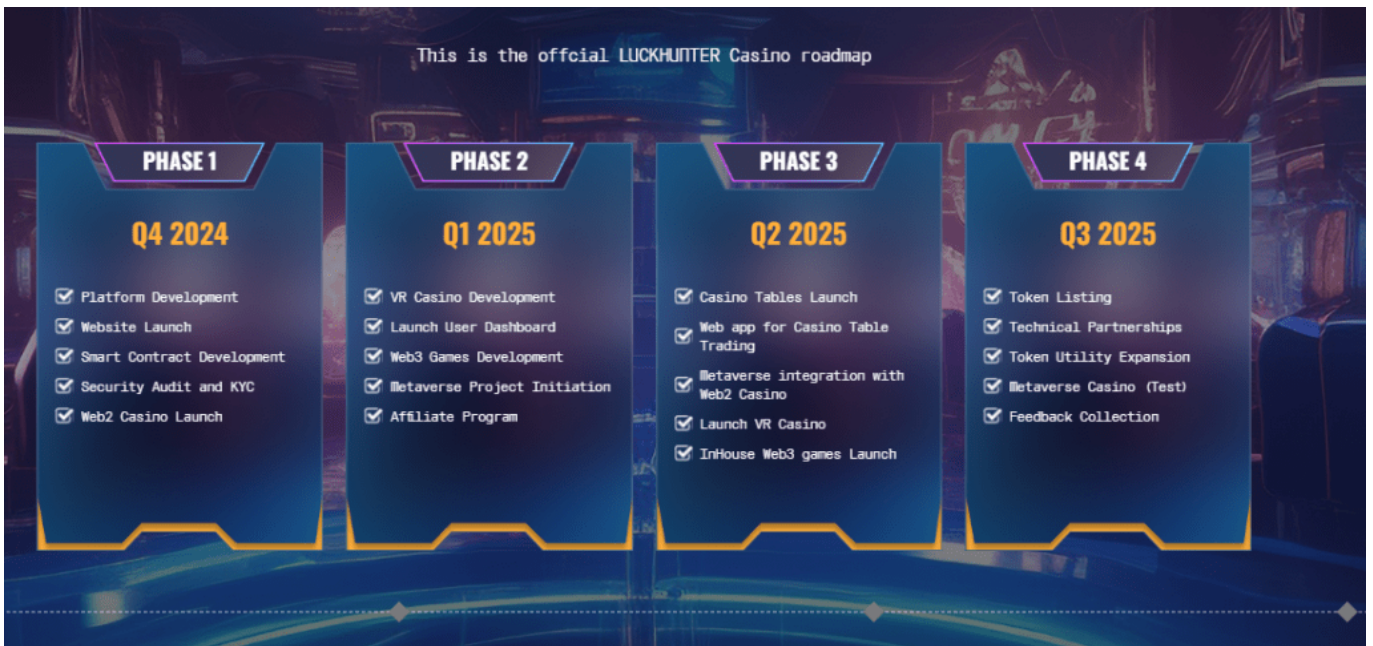 This is the offcial LUCKHUNTER Casino roadmap
PHASE 1
Q4 2024
Platform Development
Website Launch
Smart Contract Development
Security Audit and KYC
Web2 Casino Launch
PHASE 2
Q1 2025
VR Casino Development
Launch User Dashboard
Web3 Games Development
Metaverse Project Initiation
Affiliate Program
PHASE 3
Q2 2025
Casino Tables Launch
Web app for Casino Table
Trading
Metaverse integration with
Web2 Casino
Launch VR Casino
InHouse Web3 games Launch
PHASE 4
Q3 2025
Token Listing
Technical Partnerships
Token Utility Expansion
Metaverse Casino (Test)
Feedback Collection